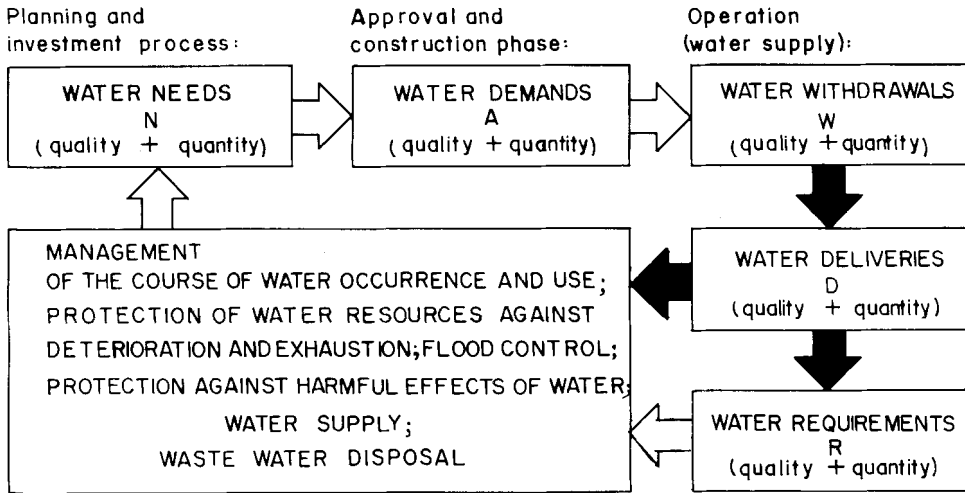 Planning and
investment process:
WATER NEEDS
N
(quality + quantity)
Approval and
construction phase:
WATER DEMANDS
A
(quality + quantity)
Operation
(water supply):
WATER WITHDRAWALS
W
(quality + quantity)
WATER DELIVERIES
D
(quality + quantity)
WATER REQUIREMENTS
R
(quality + quantity)
MANAGEMENT
OF THE COURSE OF WATER OCCURRENCE AND USE;
PROTECTION OF WATER RESOURCES AGAINST
DETERIORATION AND EXHAUSTION; FLOOD CONTROL;
PROTECTION AGAINST HARMFUL EFFECTS OF WATER;
WATER SUPPLY;
WASTE WATER DISPOSAL